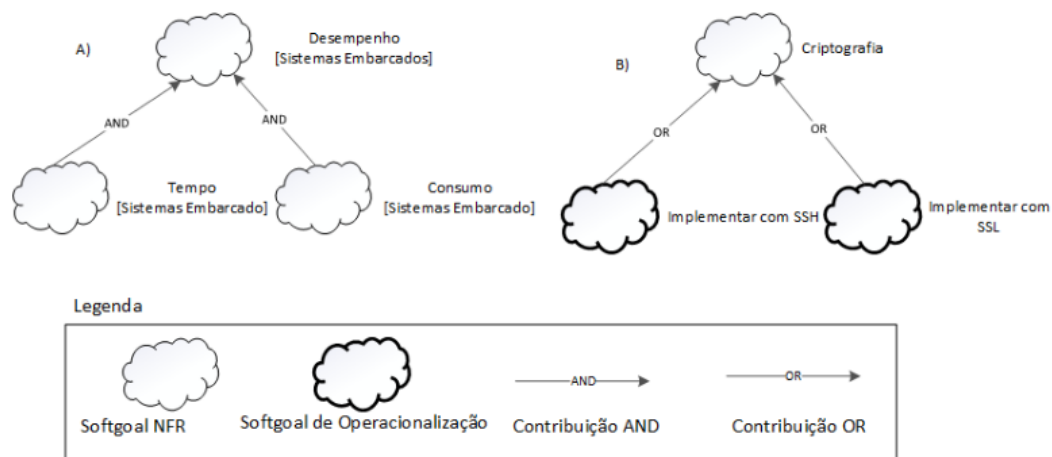 A)
Desempenho
[Sistemas Embarcados]
AND
AND
Tempo
[Sistemas Embarcado]
Consumo
[Sistemas Embarcado]
B)
Criptografia
OR
OR
Implementar com SSH
Implementar com
SSL
Legenda
AND
OR
Softgoal NFR
Softgoal de Operacionalização
Contribuição AND
Contribuição OR